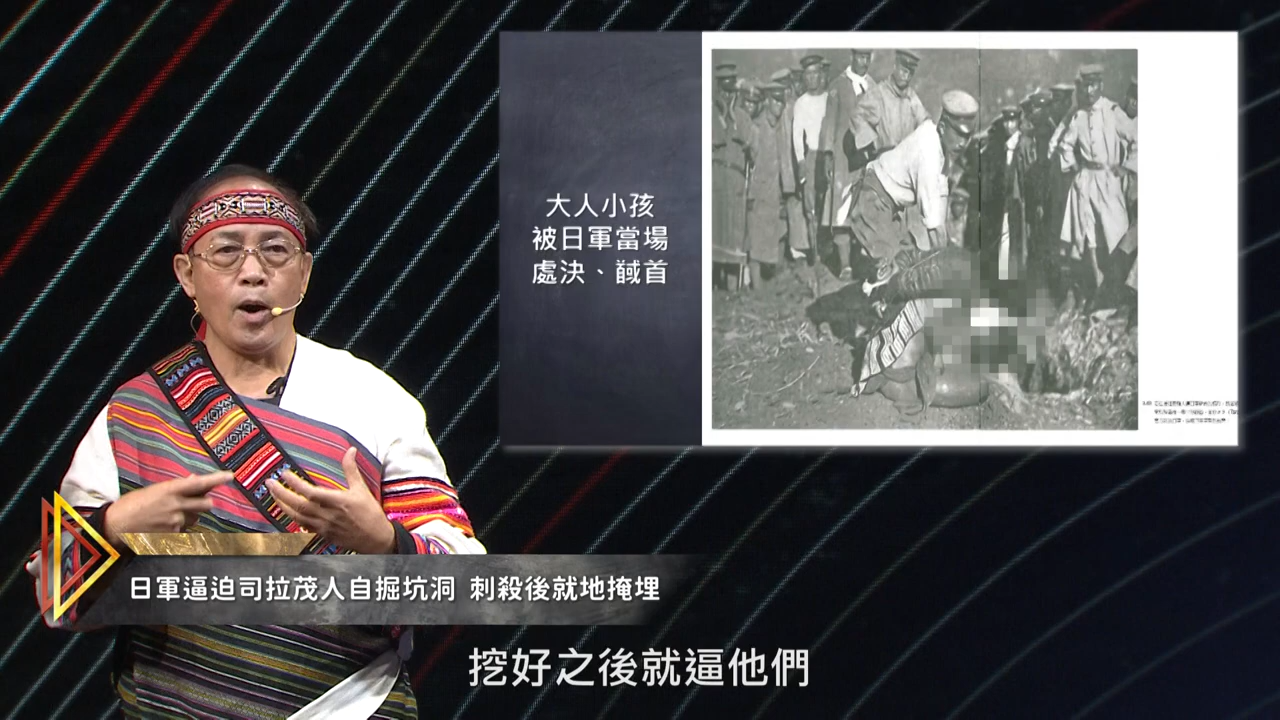 大人小孩
被日軍當場
處決、馘首
日軍逼迫司拉茂人自掘坑洞 刺殺後就地掩埋
挖好之後就逼他們